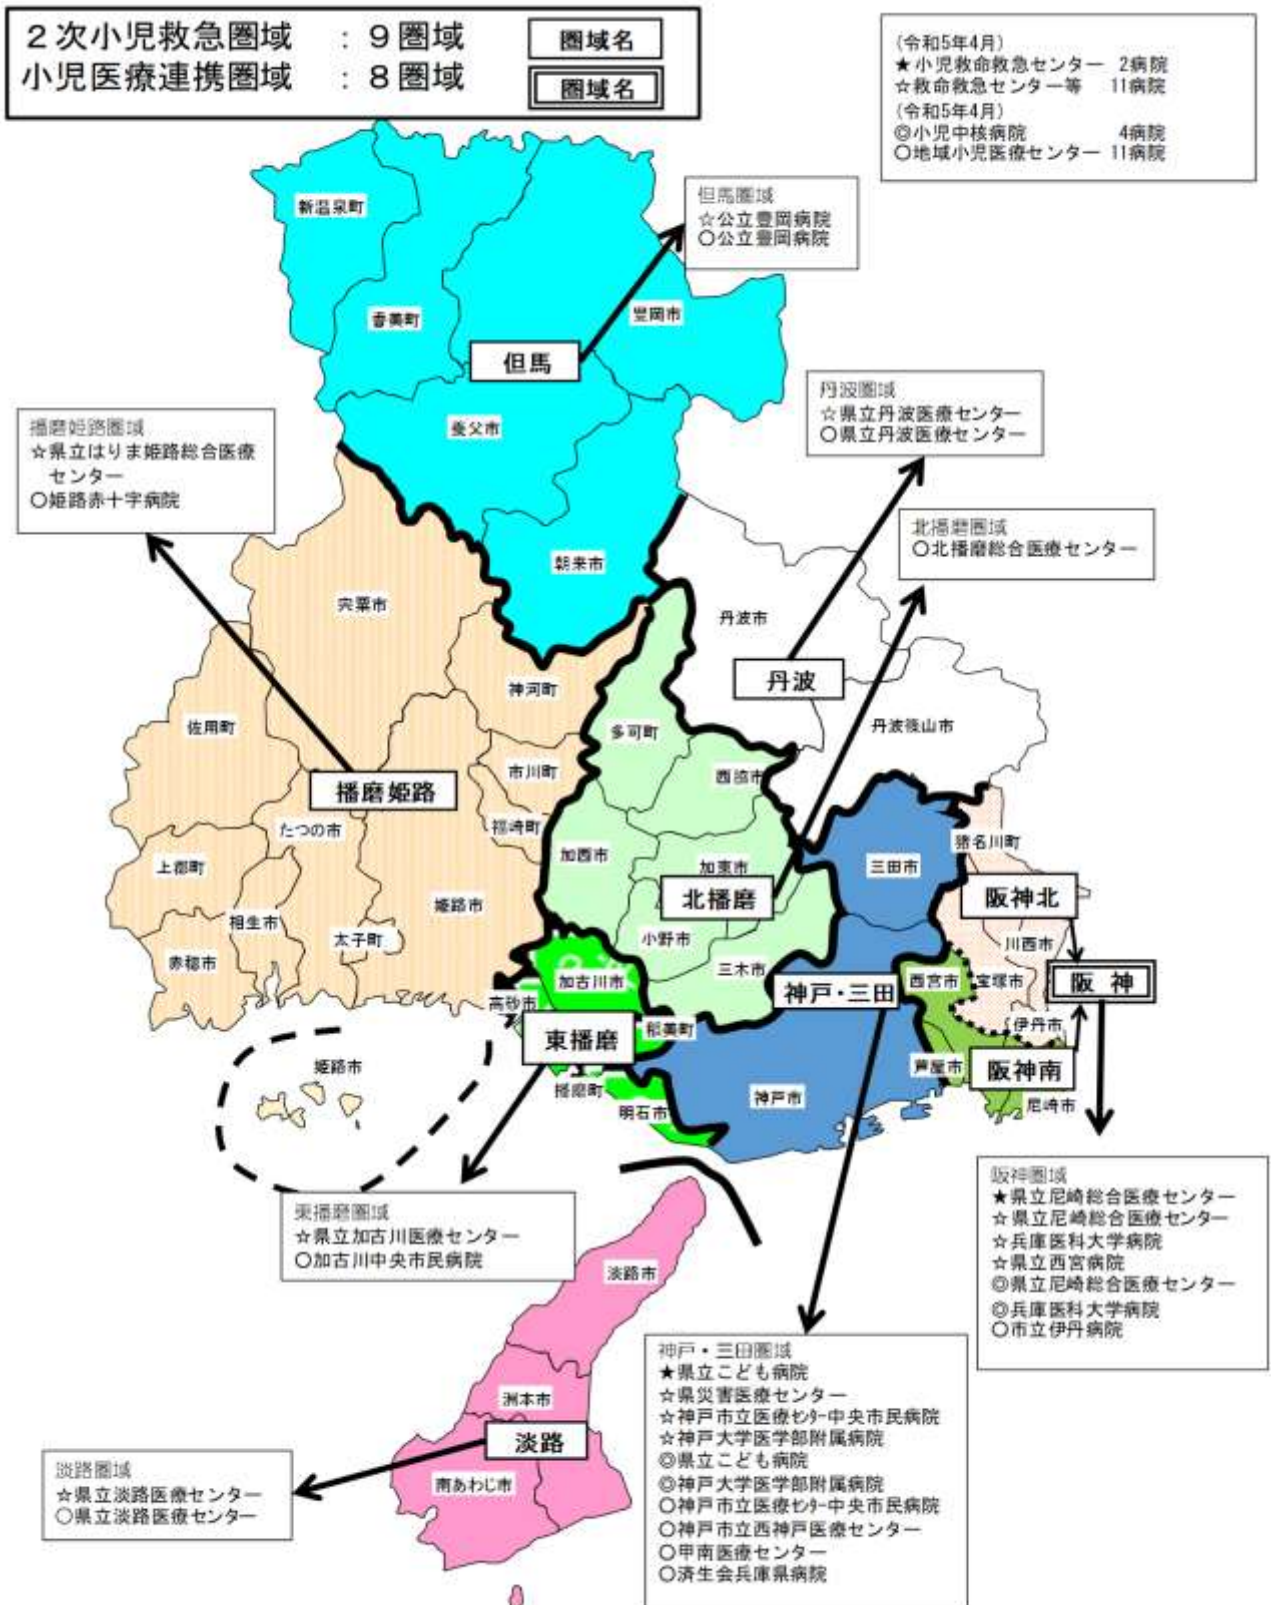 ２次小児救急圏域 ：９圏域 圏域名
小児医療連携圏域 ：８圏域 圏域名
(令和5年4月)
★小児救命救急センター 2病院
☆救命救急センター等 11病院
(令和5年4月)
◎小児中核病院 4病院
○地域小児医療センター 11病院
但馬圏域
☆公立豊岡病院
○公立豊岡病院
新温泉町
香美町
豊岡市
但馬
養父市
朝来市
丹波圏域
☆県立丹波医療センター
○県立丹波医療センター
播磨姫路圏域
☆県立はりま姫路総合医療
センター
○姫路赤十字病院
北播磨圏域
○北播磨総合医療センター
宍粟市
丹波市
丹波
丹波篠山市
神河町
佐用町
多可町
市川町
西脇市
播磨姫路
たつの市
福崎町
猪名川町
加西市
加東市
三田市
上郡町
北播磨
阪神北
姫路市
相生市
太子町
小野市
川西市
赤穂市
三木市
加古川市
神戸・三田
西宮市
宝塚市
阪神
高砂市
稲美町
伊丹市
東播磨
芦屋市
阪神南
姫路市
播磨町
明石市
神戸市
尼崎市
阪神圏域
★県立尼崎総合医療センター
☆県立尼崎総合医療センター
☆兵庫医科大学病院
☆県立西宮病院
◎県立尼崎総合医療センター
◎兵庫医科大学病院
○市立伊丹病院
東播磨圏域
☆県立加古川医療センター
○加古川中央市民病院
淡路市
洲本市
淡路
南あわじ市
神戸・三田圏域
★県立こども病院
☆県災害医療センター
☆神戸市立医療ｾﾝﾀｰ中央市民病院
☆神戸大学医学部附属病院
◎県立こども病院
◎神戸大学医学部附属病院
○神戸市立医療ｾﾝﾀｰ中央市民病院
○神戸市立西神戸医療センター
○甲南医療センター
○済生会兵庫県病院
淡路圏域
☆県立淡路医療センター
○県立淡路医療センター